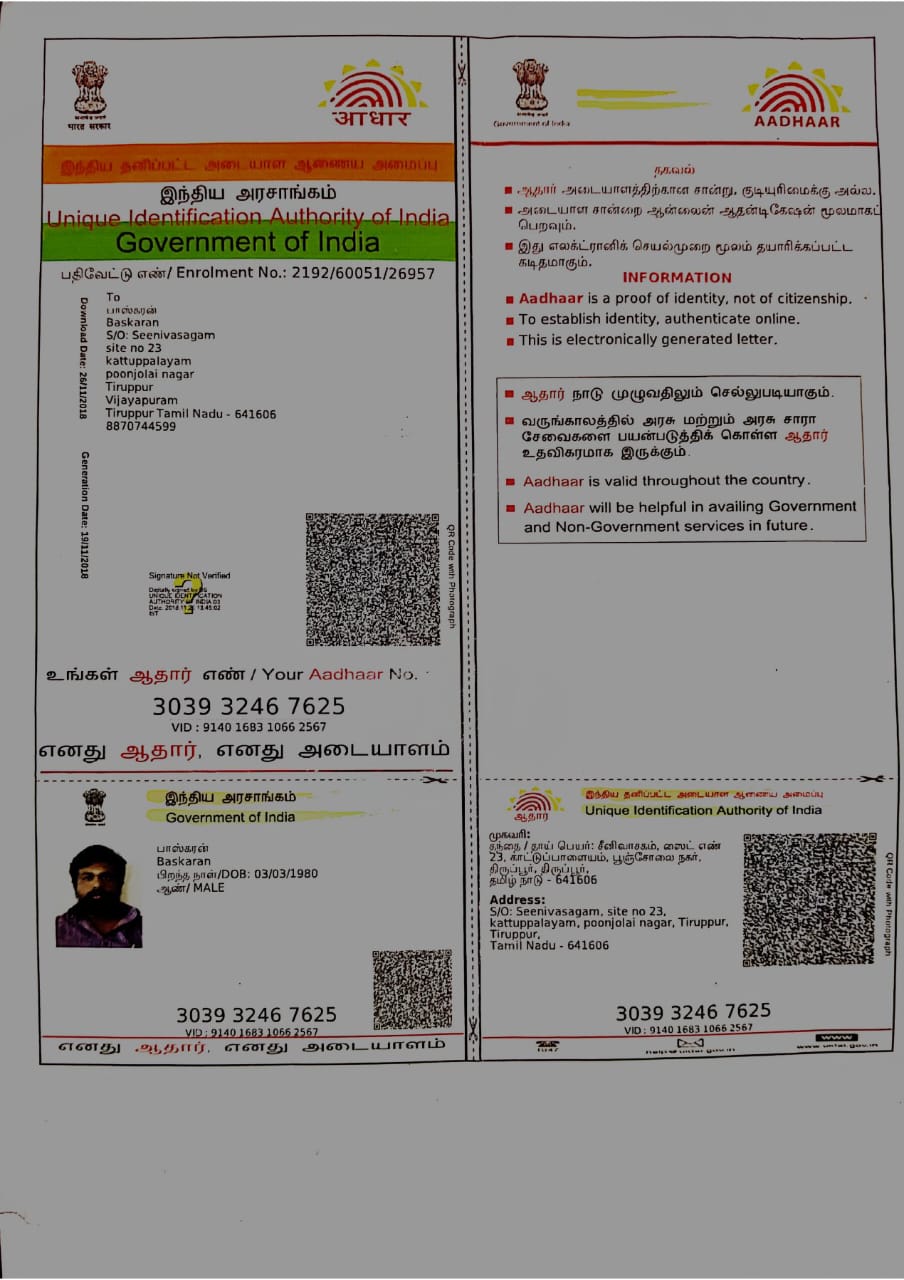 भारत सरकार
आधार
இந்திய தனிப்பட்ட அடையாள ஆணைய அமைப்பு
இந்திய அரசாங்கம்
Unique Identification Authority of India
Government of India
பதிவேட்டு எண்/ Enrolment No.: 2192/60051/26957
Download Date: 26/11/2018
Generation Date: 19/11/2018
To
பாஸ்கரன்
Baskaran
S/O: Seenivasagam
site no 23
kattuppalayam
poonjolai nagar
Tiruppur
Vijayapuram
Tiruppur Tamil Nadu - 641606
8870744599
Signature Not Verified
Digitally signed by
UNIQUE IDENTIFICATION
AUTHORITY OF INDIA
IST
QR Code with Photograph
உங்கள் ஆதார் எண் / Your Aadhaar No.
3039 3246 7625
VID : 9140 1683 1066 2567
எனது ஆதார், எனது அடையாளம்
Government of India
AADHAAR
தகவல்
ஆதார் அடையாளத்திற்கான சான்று, குடியுரிமைக்கு அல்ல.
அடையாள சான்றை ஆன்லைன் ஆதன்டிகேஷன் மூலமாகப்
பெறவும்.
இது எலக்ட்ரானிக் செயல்முறை மூலம் தயாரிக்கப்பட்ட
கடிதமாகும்.
INFORMATION
Aadhaar is a proof of identity, not of citizenship.
To establish identity, authenticate online.
This is electronically generated letter.
ஆதார் நாடு முழுவதிலும் செல்லுபடியாகும்.
வருங்காலத்தில் அரசு மற்றும் அரசு சாரா
சேவைகளை பயன்படுத்திக் கொள்ள ஆதார்
உதவிகரமாக இருக்கும்.
Aadhaar is valid throughout the country.
Aadhaar will be helpful in availing Government
and Non-Government services in future.
இந்திய அரசாங்கம்
Government of India
பாஸ்கரன்
Baskaran
பிறந்த நாள்/DOB: 03/03/1980
ஆண்/ MALE
3039 3246 7625
VID : 9140 1683 1066 2567
எனது ஆதார், எனது அடையாளம்
ஆதார்
இந்திய தனிப்பட்ட அடையாள ஆணைய அமைப்பு
Unique Identification Authority of India
முகவரி:
தந்தை / தாய் பெயர்: சீனிவாசகம், சைட் எண்
23, காட்டுப்பாளையம், பூஞ்சோலை நகர்,
திருப்பூர், திருப்பூர்,
தமிழ் நாடு - 641606
Address:
S/O: Seenivasagam, site no 23,
kattuppalayam, poonjolai nagar, Tiruppur,
Tiruppur,
Tamil Nadu - 641606
QR Code with Photograph
3039 3246 7625
VID : 9140 1683 1066 2567
1947
help@uidai.gov.in
WWW
www.uidai.gov.in